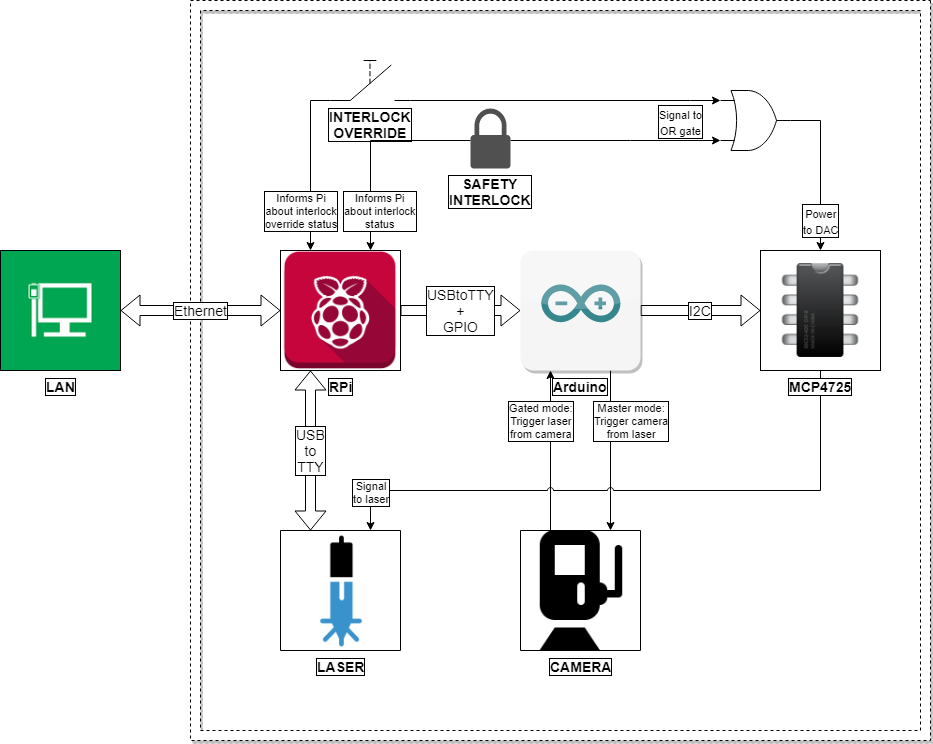 INTERLOCK
OVERRIDE
Signal to
OR gate
SAFETY
INTERLOCK
Informs Pi
about interlock
override status
Informs Pi
about interlock
status
Power
to DAC
Ethernet
USBtoTTY
+
GPIO
I2C
LAN
RPi
Arduino
MCP4725
Gated mode:
Trigger laser
from camera
Master mode:
Trigger camera
from laser
USB
to
TTY
Signal
to laser
LASER
CAMERA